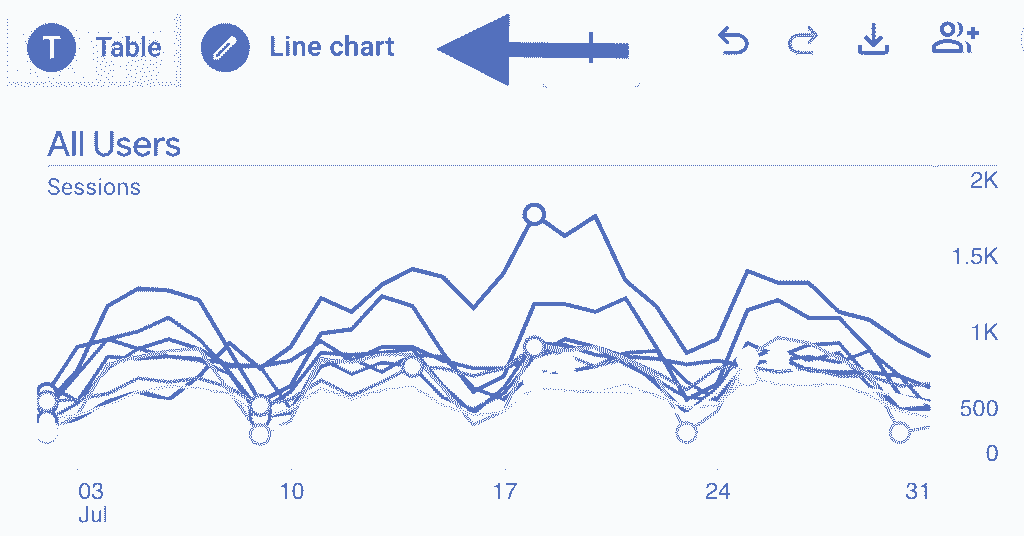 T Table Line chart
All Users
Sessions
2K
1.5K
1K
500
0
03 10 17 24 31
Jul